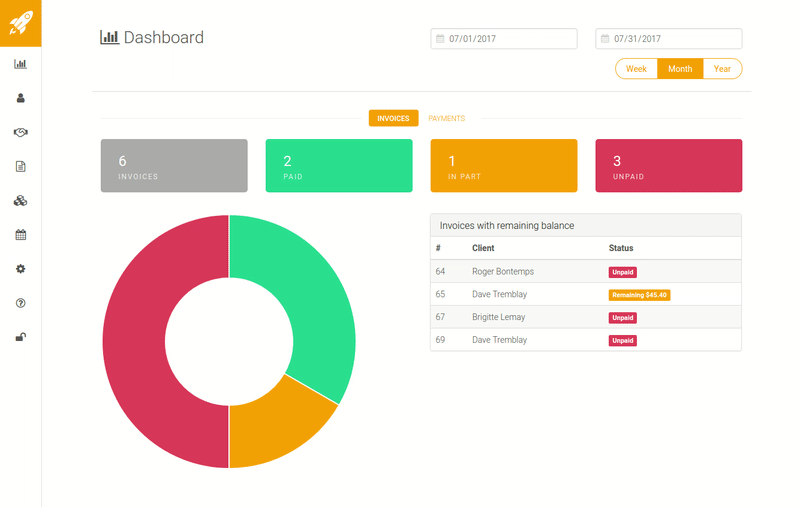 Dashboard
07/01/2017
07/31/2017
Week Month Year
INVOICES PAYMENTS
6
INVOICES
2
PAID
1
IN PART
3
UNPAID
Invoices with remaining balance
# Client Status
64 Roger Bontemps Unpaid
65 Dave Tremblay Remaining $45.40
67 Brigitte Lemay Unpaid
69 Dave Tremblay Unpaid